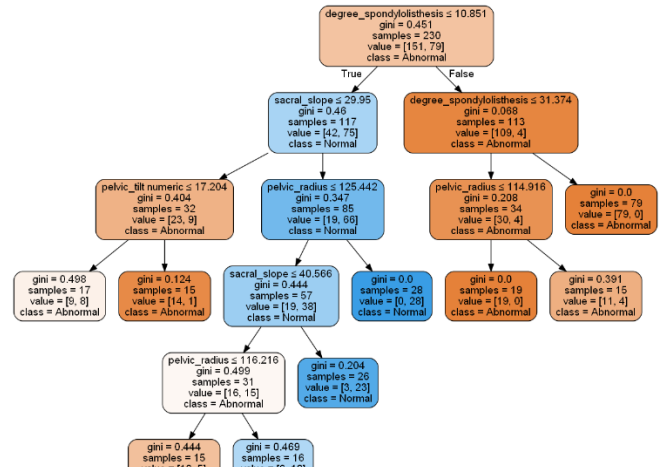 degree_spondylolisthesis ≤ 10.851
gini = 0.451
samples = 230
value = [151, 79]
class = Abnormal
True
False
sacral_slope ≤ 29.95
gini = 0.46
samples = 117
value = [42, 75]
class = Normal
degree_spondylolisthesis ≤ 31.374
gini = 0.068
samples = 113
value = [109, 4]
class = Abnormal
pelvic_tilt numeric ≤ 17.204
gini = 0.404
samples = 32
value = [23, 9]
class = Abnormal
pelvic_radius ≤ 125.442
gini = 0.347
samples = 85
value = [19, 66]
class = Normal
pelvic_radius ≤ 114.916
gini = 0.208
samples = 34
value = [30, 4]
class = Abnormal
gini = 0.0
samples = 79
value = [79, 0]
class = Abnormal
gini = 0.498
samples = 17
value = [9, 8]
class = Abnormal
gini = 0.124
samples = 15
value = [14, 1]
class = Abnormal
sacral_slope ≤ 40.566
gini = 0.444
samples = 57
value = [19, 38]
class = Normal
gini = 0.0
samples = 28
value = [0, 28]
class = Normal
gini = 0.0
samples = 19
value = [19, 0]
class = Abnormal
gini = 0.391
samples = 15
value = [11, 4]
class = Abnormal
pelvic_radius ≤ 116.216
gini = 0.499
samples = 31
value = [16, 15]
class = Abnormal
gini = 0.204
samples = 26
value = [3, 23]
class = Normal
gini = 0.444
samples = 15
gini = 0.469
samples = 16